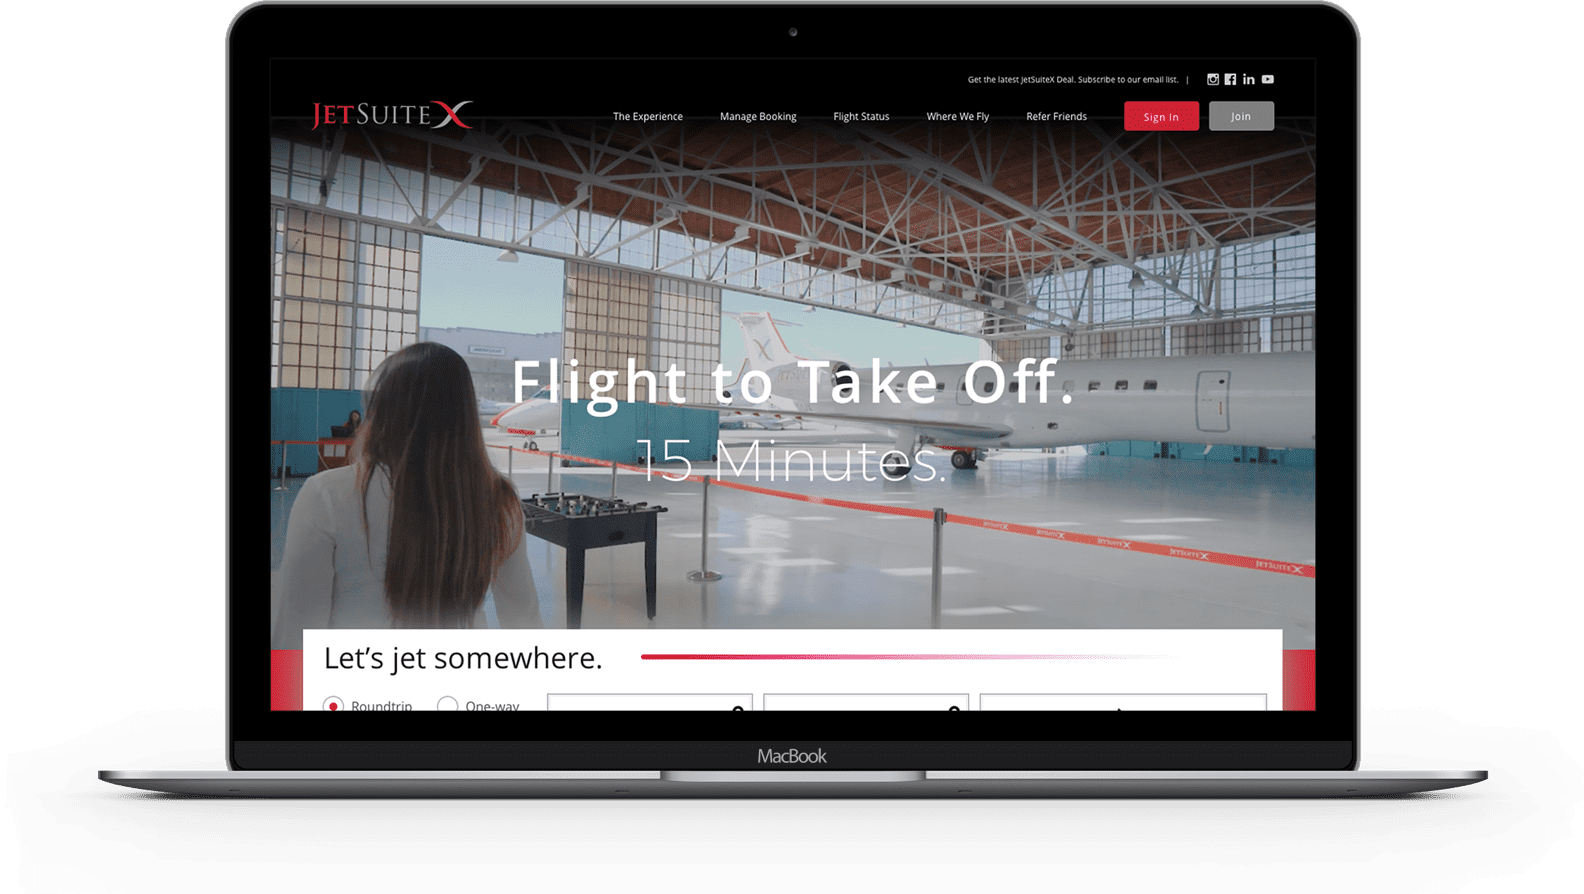 Get the latest JetSuiteX Deal. Subscribe to our email list. |
JETSUITEX
The Experience Manage Booking Flight Status Where We Fly Refer Friends Sign In Join
JETSUITE
Flight to Take Off.
15 Minutes.
JETSUITEX JETSUITEX JETSUITEX JETSUITEX JETSUITEX
Let's jet somewhere.
Roundtrip One-way
MacBook